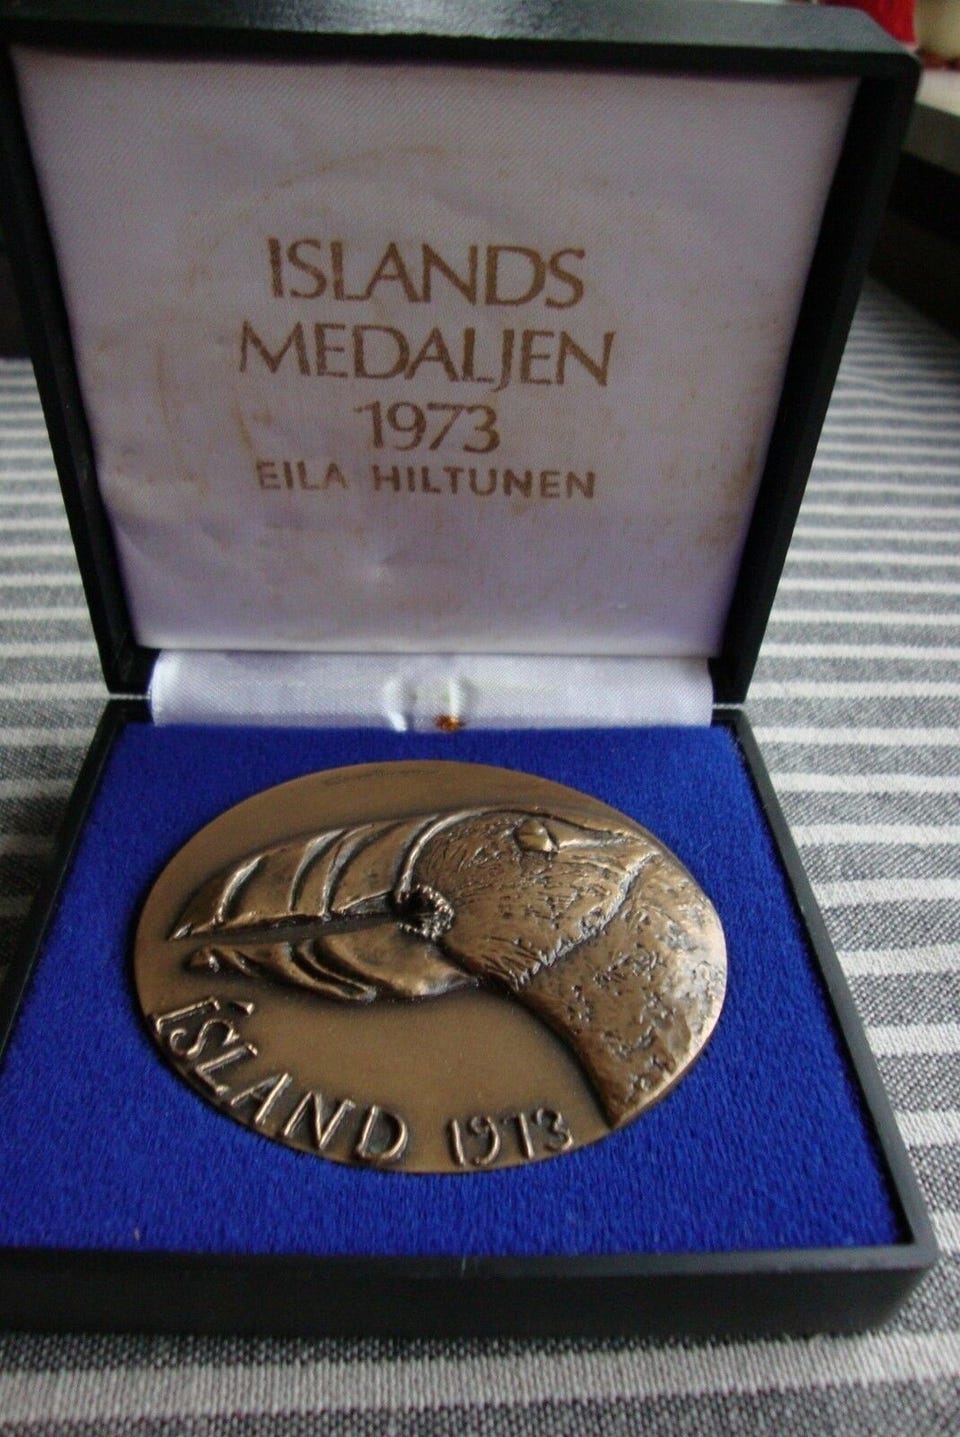 ISLANDS
MEDALJEN
1973
EILA HILTUNEN
ÍSLAND 1973